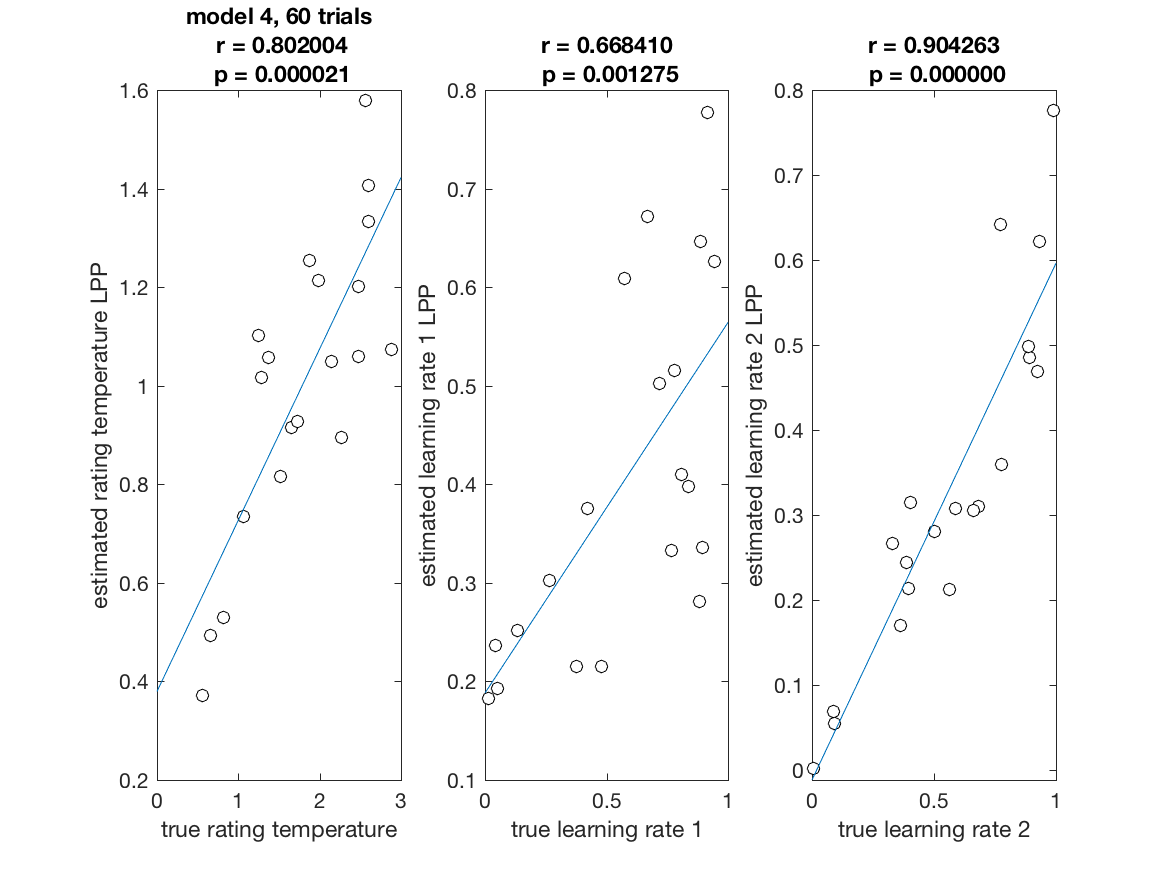 model 4, 60 trials
r = 0.802004
p = 0.000021
1.6
1.4
1.2
1
0.8
0.6
0.4
0.2
0
1
2
3
estimated rating temperature LPP
true rating temperature
r = 0.668410
p = 0.001275
0.8
0.7
0.6
0.5
0.4
0.3
0.2
0.1
0
0.5
1
estimated learning rate 1 LPP
true learning rate 1
r = 0.904263
p = 0.000000
0.8
0.7
0.6
0.5
0.4
0.3
0.2
0.1
0
0
0.5
1
estimated learning rate 2 LPP
true learning rate 2